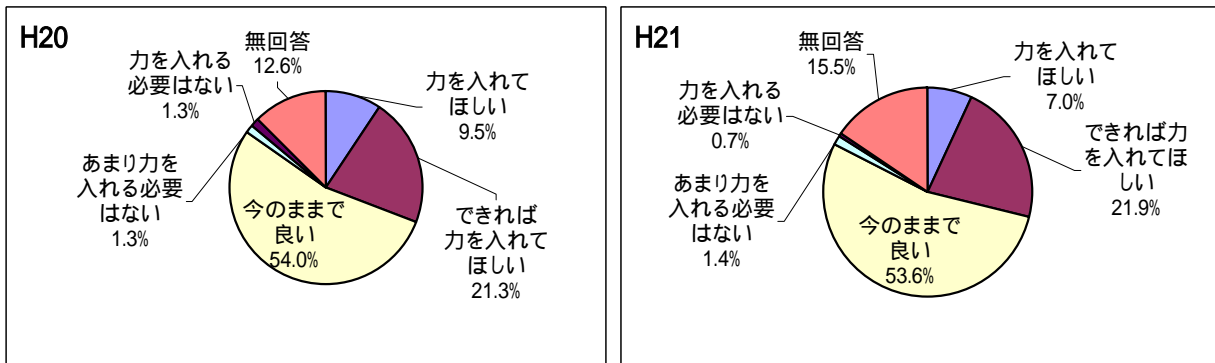 H20
無回答
12.6%
力を入れる
必要はない
1.3%
力を入れて
ほしい
9.5%
あまり力を
入れる必要
はない
1.3%
今のままで
良い
54.0%
できれば
力を入れて
ほしい
21.3%
H21
無回答
15.5%
力を入れて
ほしい
7.0%
力を入れる
必要はない
0.7%
できれば力
を入れてほ
しい
21.9%
あまり力を
入れる必要
はない
1.4%
今のままで
良い
53.6%